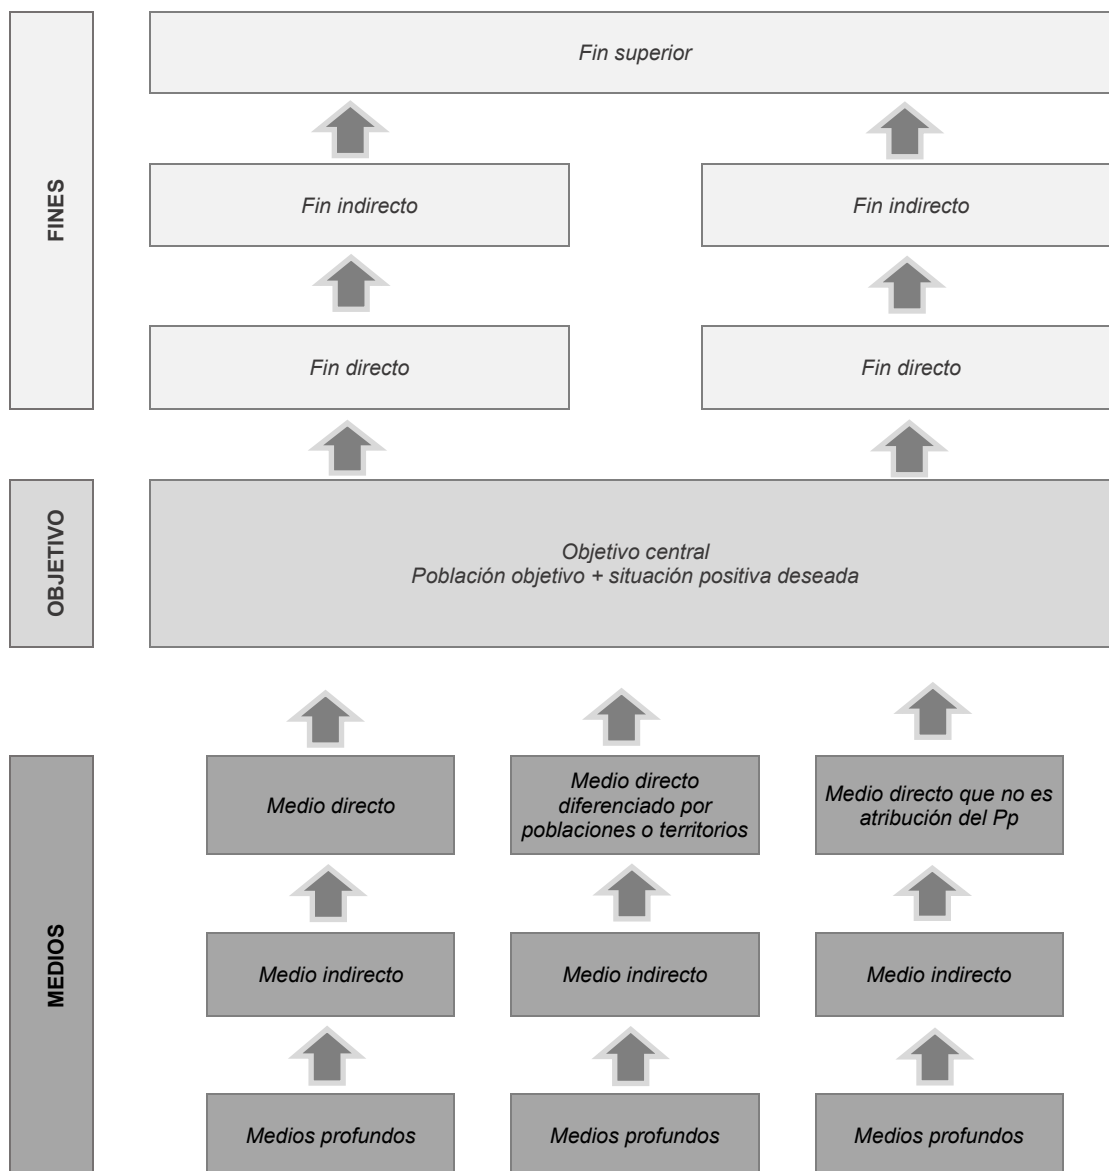 FINES
Fin superior
Fin indirecto
Fin indirecto
Fin directo
Fin directo
OBJETIVO
Objetivo central
Población objetivo + situación positiva deseada
MEDIOS
Medio directo
Medio directo
diferenciado por
poblaciones o territorios
Medio directo que no es
atribución del Pp
Medio indirecto
Medio indirecto
Medio indirecto
Medios profundos
Medios profundos
Medios profundos